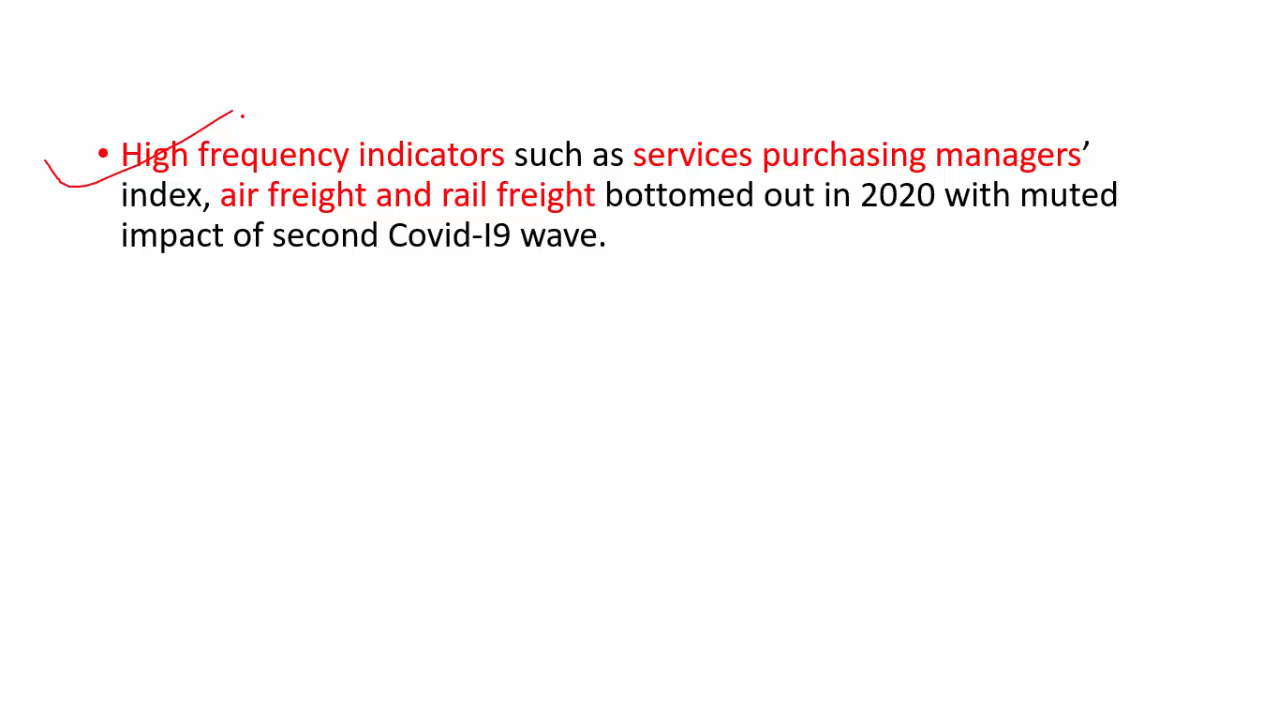 • High frequency indicators such as services purchasing managers’
index, air freight and rail freight bottomed out in 2020 with muted
impact of second Covid-I9 wave.